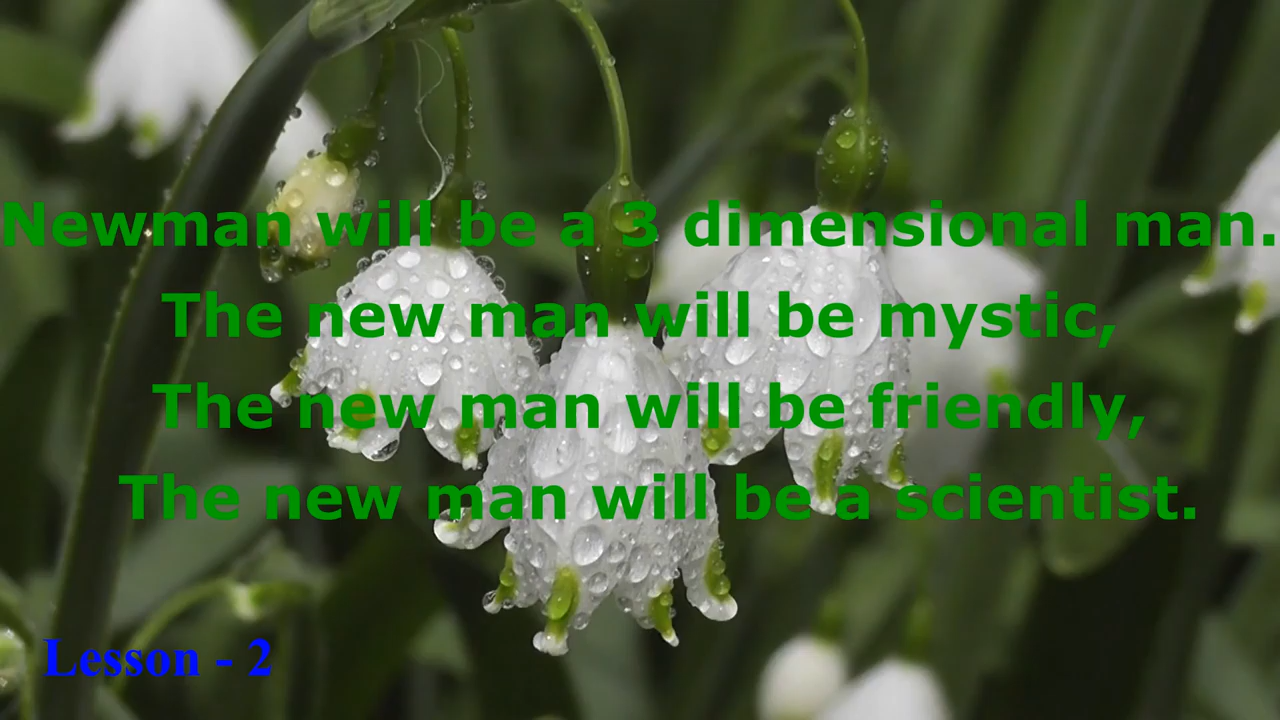 Newman will be a 3 dimensional man.
The new man will be mystic,
The new man will be friendly,
The new man will be a scientist.
Lesson - 2